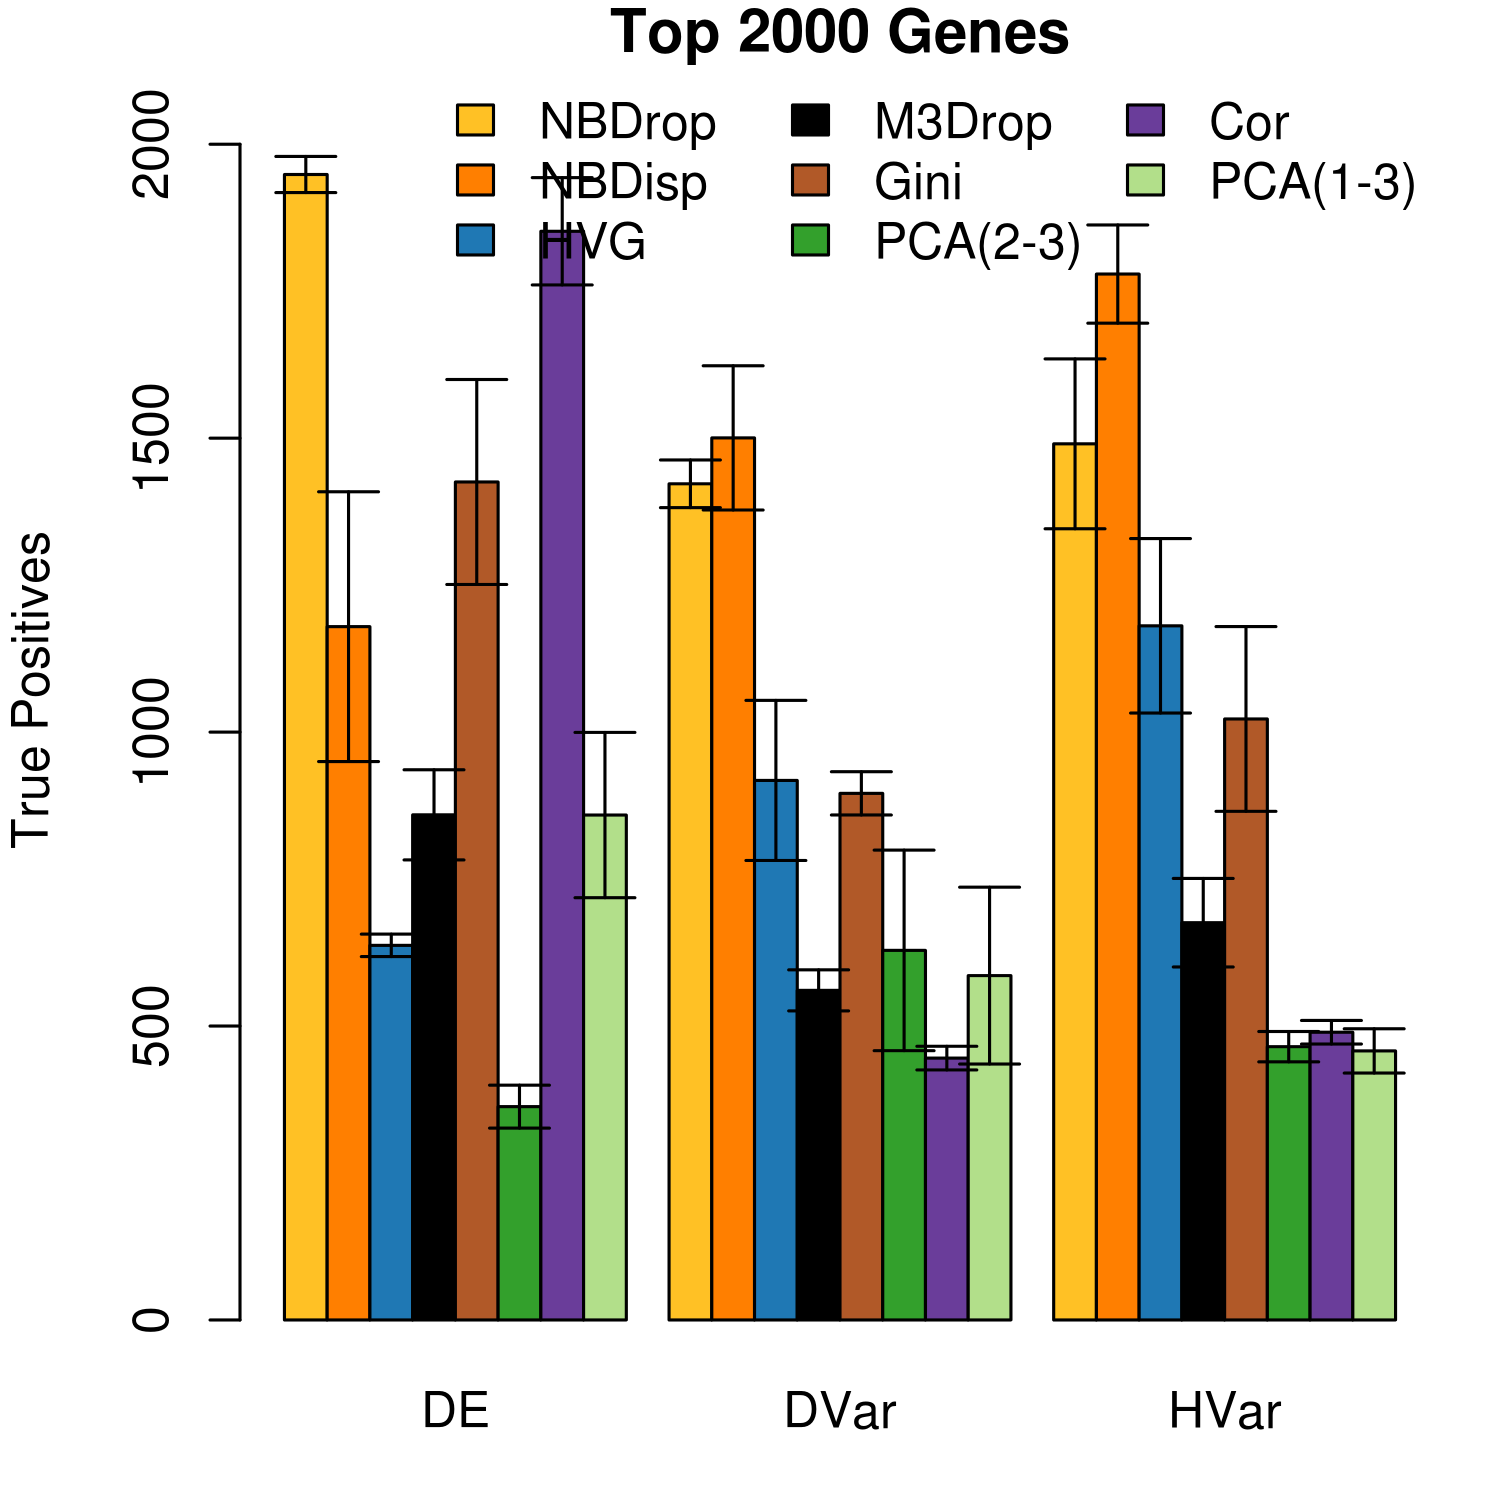 Top 2000 Genes
NBDrop M3Drop Cor
NBDisp Gini PCA(1-3)
HVG PCA(2-3)
True Positives
2000
1500
1000
500
0
DE DVar HVar